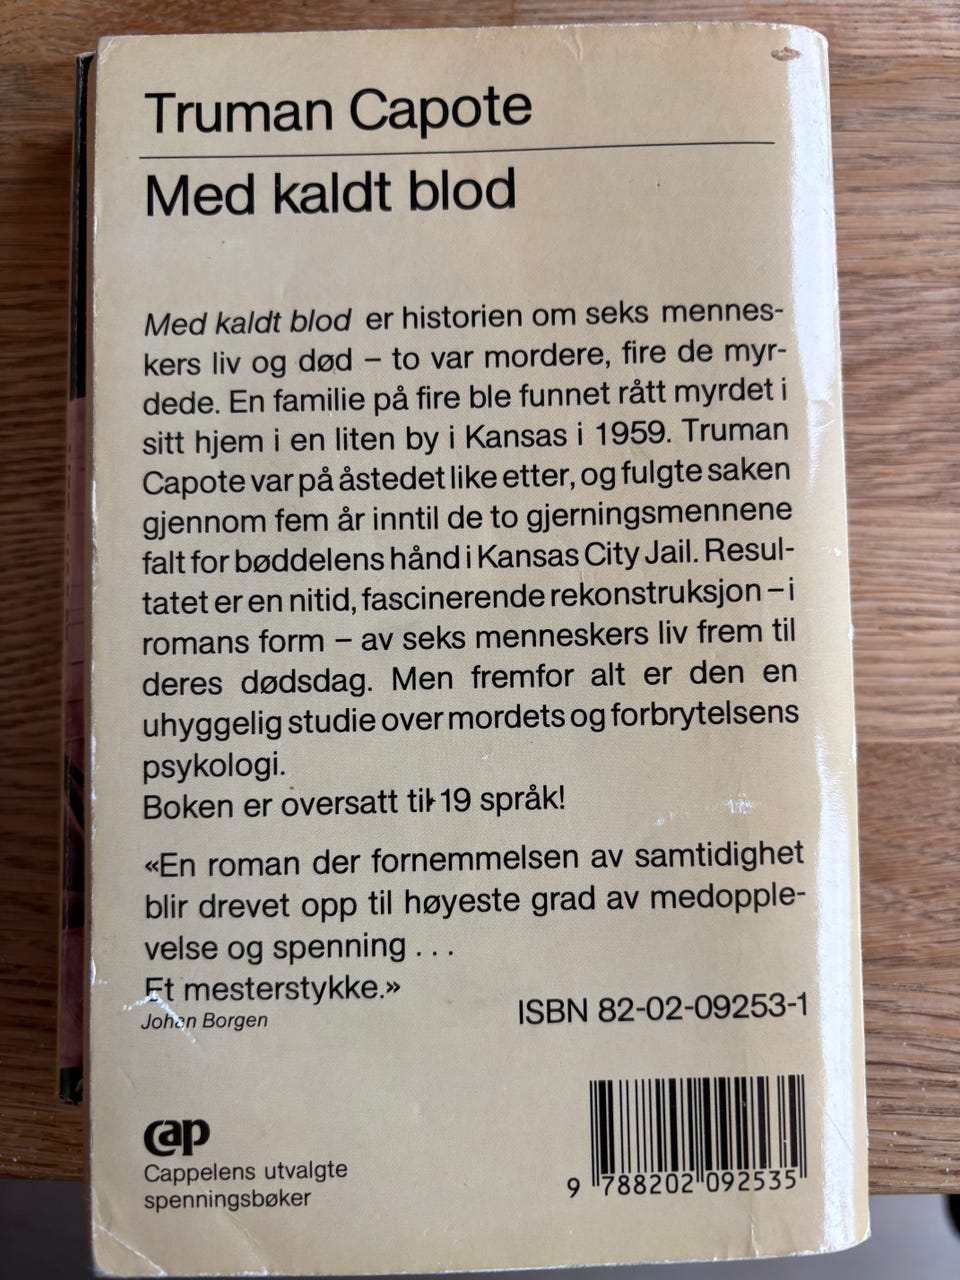 Truman Capote
Med kaldt blod
Med kaldt blod er historien om seks mennes-
kers liv og død – to var mordere, fire de myr-
dede. En familie på fire ble funnet rått myrdet i
sitt hjem i en liten by i Kansas i 1959. Truman
Capote var på åstedet like etter, og fulgte saken
gjennom fem år inntil de to gjerningsmennene
falt for bøddelens hånd i Kansas City Jail. Resul-
tatet er en nitid, fascinerende rekonstruksjon – i
romans form – av seks menneskers liv frem til
deres dødsdag. Men fremfor alt er den en
uhyggelig studie over mordets og forbrytelsens
psykologi.
Boken er oversatt til 19 språk!
«En roman der fornemmelsen av samtidighet
blir drevet opp til høyeste grad av medopple-
velse og spenning . . .
Et mesterstykke.»
Johan Borgen
ISBN 82-02-09253-1
cap
Cappelens utvalgte
spenningsbøker
9 788202 092535